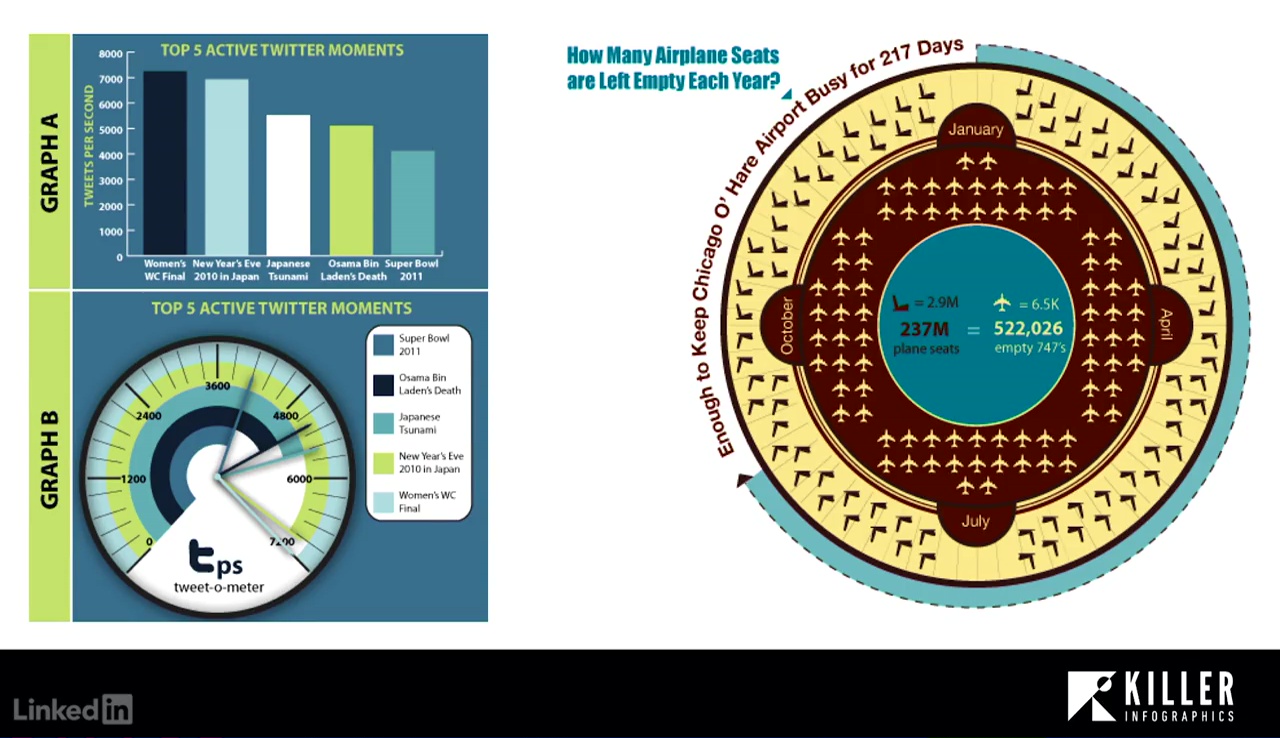 GRAPH A
TOP 5 ACTIVE TWITTER MOMENTS
TWEETS PER SECOND
8000
7000
6000
5000
4000
3000
2000
1000
0
Women's
WC Final
New Year's Eve
2010 in Japan
Japanese
Tsunami
Osama Bin
Laden's Death
Super Bowl
2011
GRAPH B
TOP 5 ACTIVE TWITTER MOMENTS
0
1200
2400
3600
4800
6000
7200
tps
tweet-o-meter
Super Bowl
2011
Osama Bin
Laden's Death
Japanese
Tsunami
New Year's Eve
2010 in Japan
Women's WC
Final
How Many Airplane Seats
are Left Empty Each Year?
Enough to Keep Chicago O' Hare Airport Busy for 217 Days
January
April
July
October
= 2.9M
= 6.5K
237M = 522,026
plane seats
empty 747's
Linked in
KILLER
INFOGRAPHICS